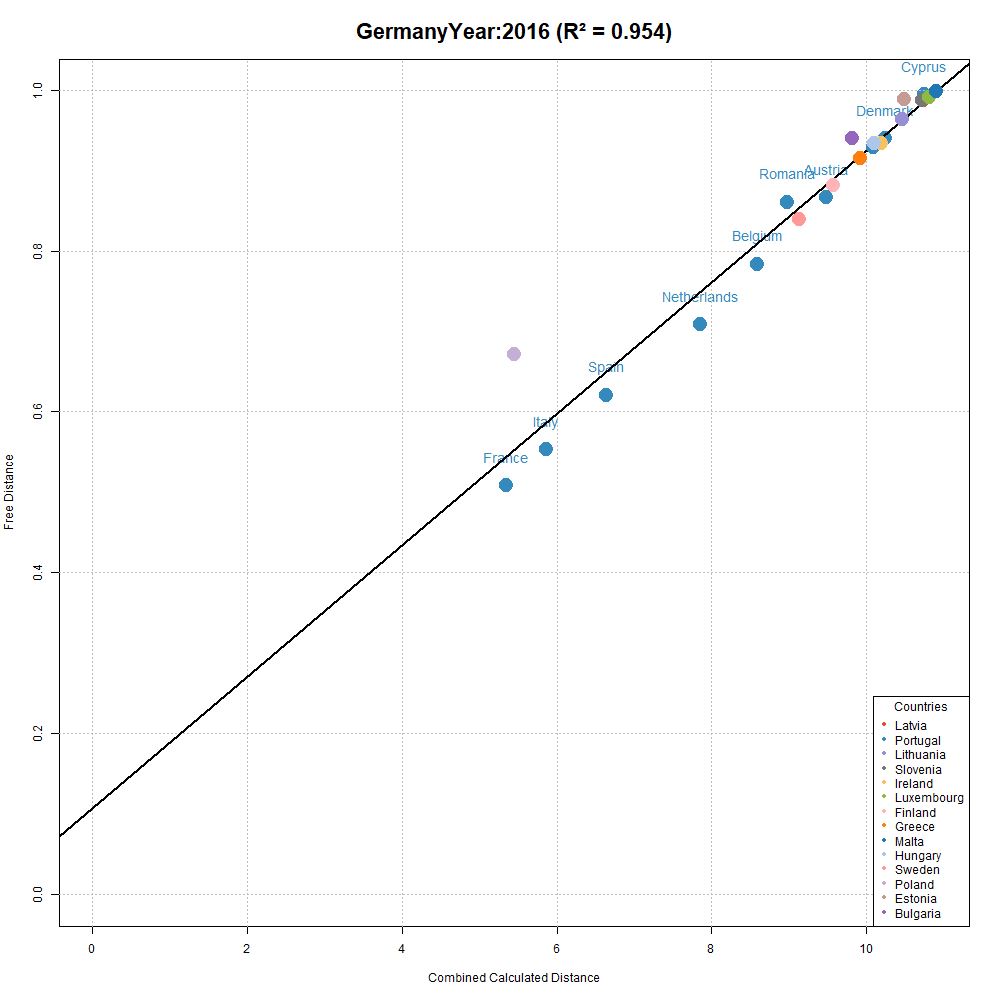 GermanyYear:2016 (R² = 0.954)
Cyprus
Denmark
Romania
Austria
Belgium
Netherlands
Spain
Italy
France
1.0
0.8
0.6
0.4
0.2
0.0
Free Distance
Countries
Latvia
Portugal
Lithuania
Slovenia
Ireland
Luxembourg
Finland
Greece
Malta
Hungary
Sweden
Poland
Estonia
Bulgaria
0 2 4 6 8 10
Combined Calculated Distance